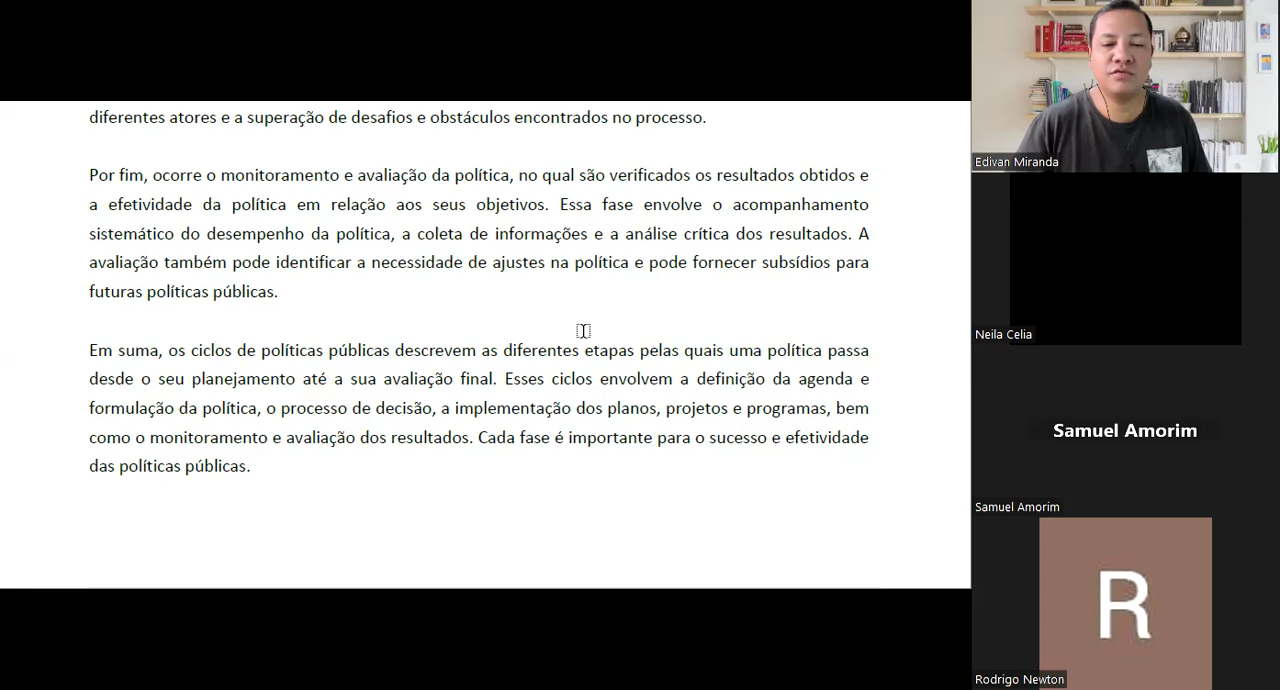 diferentes atores e a superação de desafios e obstáculos encontrados no processo.
Por fim, ocorre o monitoramento e avaliação da política, no qual são verificados os resultados obtidos e
a efetividade da política em relação aos seus objetivos. Essa fase envolve o acompanhamento
sistemático do desempenho da política, a coleta de informações e a análise crítica dos resultados. A
avaliação também pode identificar a necessidade de ajustes na política e pode fornecer subsídios para
futuras políticas públicas.
Em suma, os ciclos de políticas públicas descrevem as diferentes etapas pelas quais uma política passa
desde o seu planejamento até a sua avaliação final. Esses ciclos envolvem a definição da agenda e
formulação da política, o processo de decisão, a implementação dos planos, projetos e programas, bem
como o monitoramento e avaliação dos resultados. Cada fase é importante para o sucesso e efetividade
das políticas públicas.
Edivan Miranda
Neila Celia
Samuel Amorim
Samuel Amorim
R
Rodrigo Newton